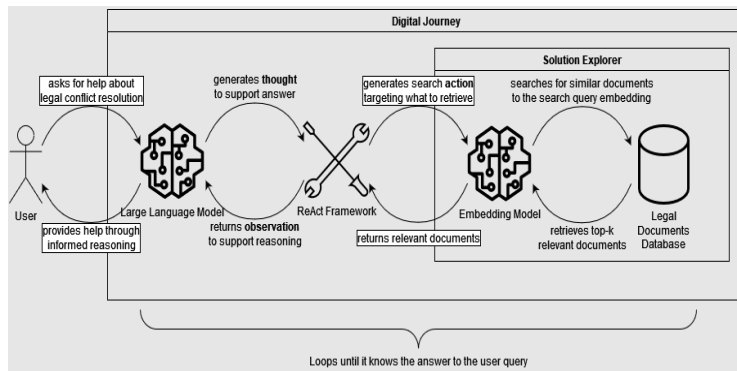 Digital Journey
Solution Explorer
asks for help about
legal conflict resolution
generates thought
to support answer
generates search action
targeting what to retrieve
searches for similar documents
to the search query embedding
User
Large Language Model
ReAct Framework
Embedding Model
Legal
Documents
Database
provides help through
informed reasoning
returns observation
to support reasoning
returns relevant documents
retrieves top-k
relevant documents
Loops until it knows the answer to the user query